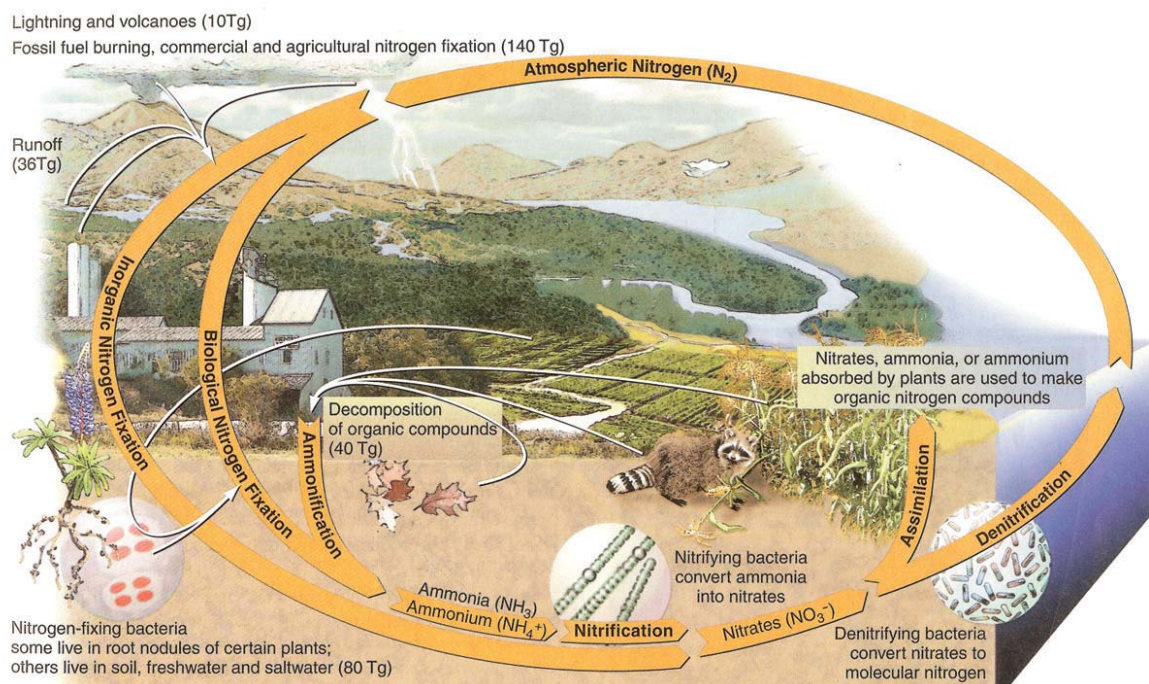 Lightning and volcanoes (10Tg)
Fossil fuel burning, commercial and agricultural nitrogen fixation (140 Tg)
Atmospheric Nitrogen (N₂)
Runoff
(36Tg)
Inorganic Nitrogen Fixation
Biological Nitrogen Fixation
Ammonification
Decomposition
of organic compounds
(40 Tg)
Nitrates, ammonia, or ammonium
absorbed by plants are used to make
organic nitrogen compounds
Assimilation
Denitrification
Nitrifying bacteria
convert ammonia
into nitrates
Ammonia (NH₃)
Ammonium (NH₄⁺)
Nitrification
Nitrates (NO₃⁻)
Nitrogen-fixing bacteria
some live in root nodules of certain plants;
others live in soil, freshwater and saltwater (80 Tg)
Denitrifying bacteria
convert nitrates to
molecular nitrogen